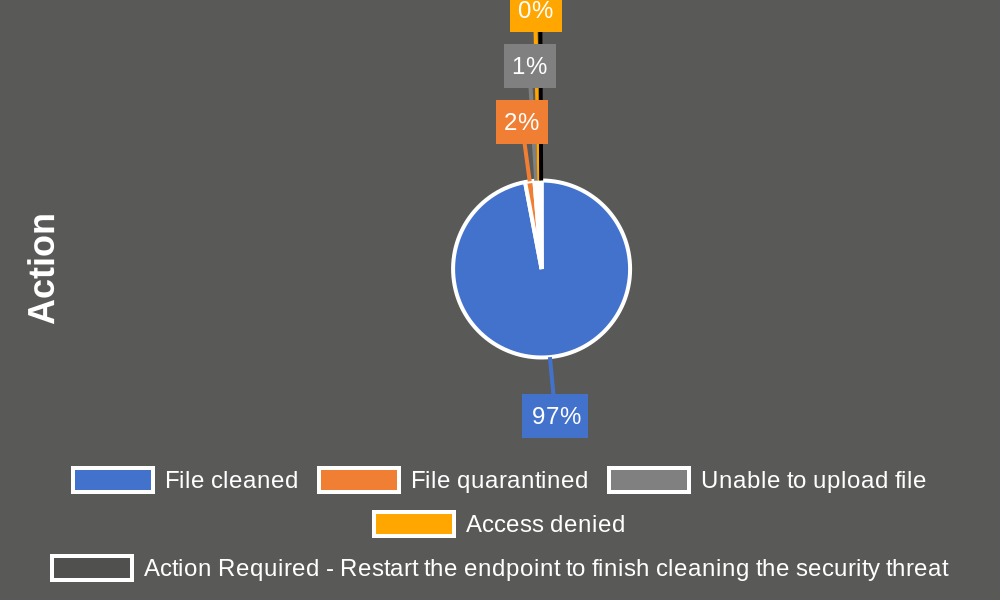 0%
1%
2%
Action
97%
File cleaned
File quarantined
Unable to upload file
Access denied
Action Required - Restart the endpoint to finish cleaning the security threat